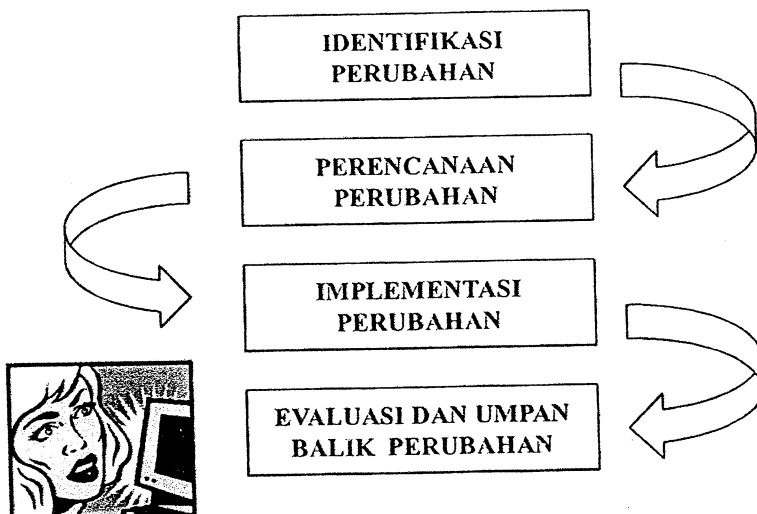 IDENTIFIKASI
PERUBAHAN
PERENCANAAN
PERUBAHAN
IMPLEMENTASI
PERUBAHAN
EVALUASI DAN UMPAN
BALIK PERUBAHAN